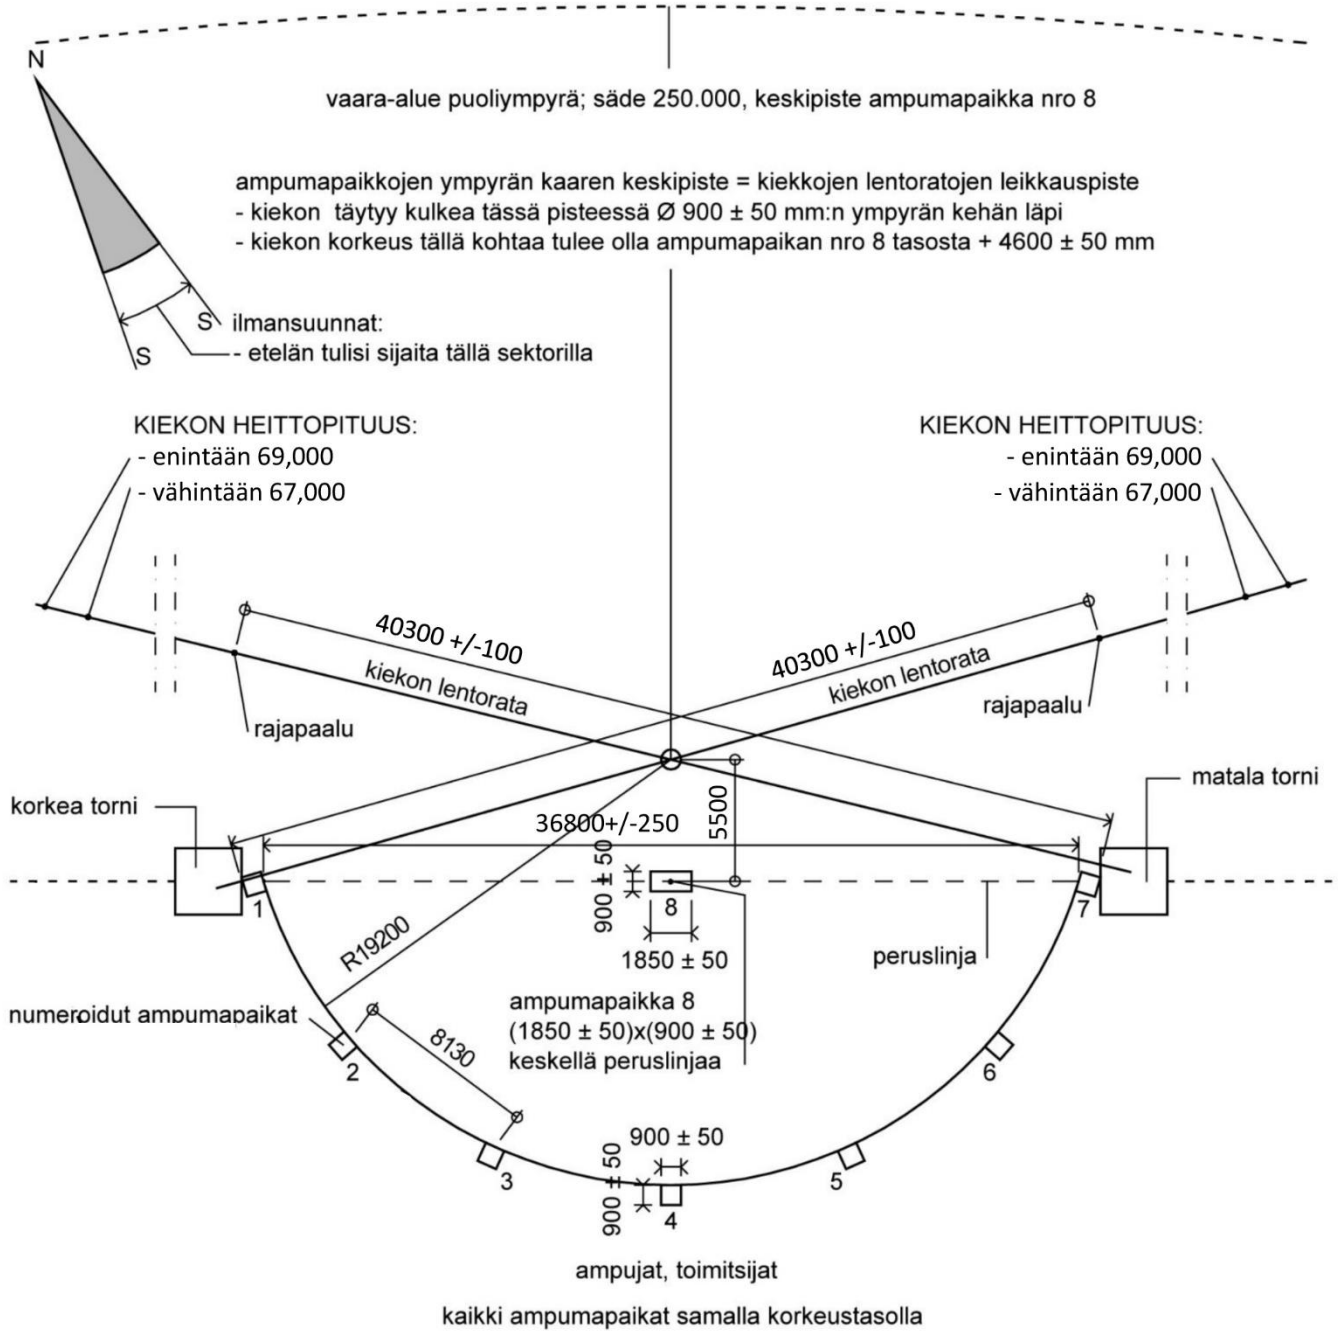 N
vaara-alue puoliympyrä; säde 250.000, keskipiste ampumapaikka nro 8
ampumapaikkojen ympyrän kaaren keskipiste = kiekkojen lentoratojen leikkauspiste
- kiekon täytyy kulkea tässä pisteessä Ø 900 ± 50 mm:n ympyrän kehän läpi
- kiekon korkeus tällä kohtaa tulee olla ampumapaikan nro 8 tasosta + 4600 ± 50 mm
S
S
ilmansuunnat:
- etelän tulisi sijaita tällä sektorilla
KIEKON HEITTOPITUUS:
- enintään 69,000
- vähintään 67,000
KIEKON HEITTOPITUUS:
- enintään 69,000
- vähintään 67,000
40300 +/-100
kiekon lentorata
40300 +/-100
kiekon lentorata
rajapaalu
rajapaalu
korkea torni
matala torni
36800+/-250
5500
900 ± 50
1
8
7
1850 ± 50
peruslinja
R19200
ampumapaikka 8
(1850 ± 50)x(900 ± 50)
keskellä peruslinjaa
numeroidut ampumapaikat
8130
2
6
3
5
900 ± 50
900 ± 50
4
ampujat, toimitsijat
kaikki ampumapaikat samalla korkeustasolla